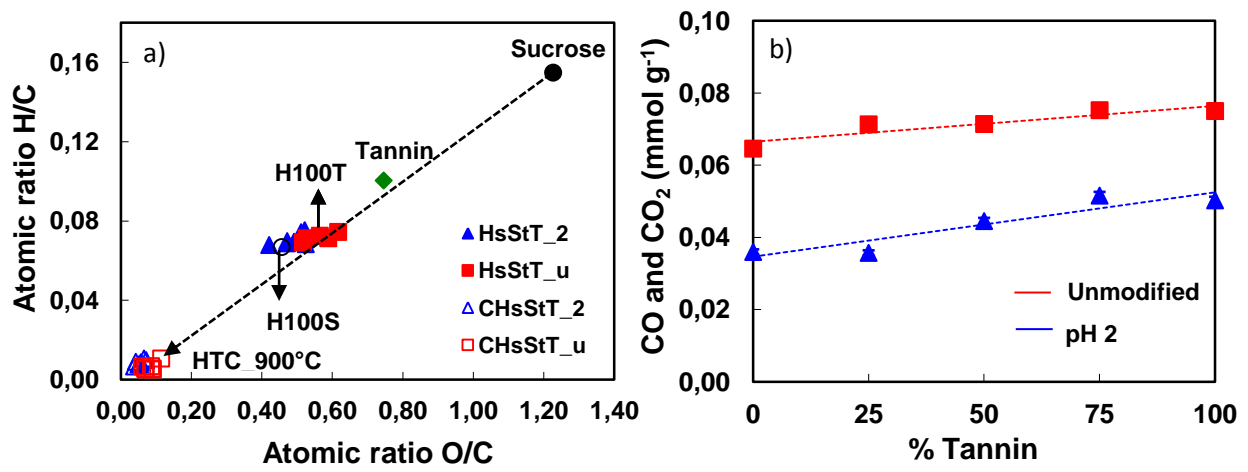 a)
Atomic ratio H/C
0,16
0,12
0,08
0,04
0,00
Sucrose
Tannin
H100T
H100S
HTC_900°C
HsStT_2
HsStT_u
CHsStT_2
CHsStT_u
0,00 0,20 0,40 0,60 0,80 1,00 1,20 1,40
Atomic ratio O/C
b)
CO and CO₂ (mmol g⁻¹)
0,10
0,08
0,06
0,04
0,02
0,00
Unmodified
pH 2
0 25 50 75 100
% Tannin